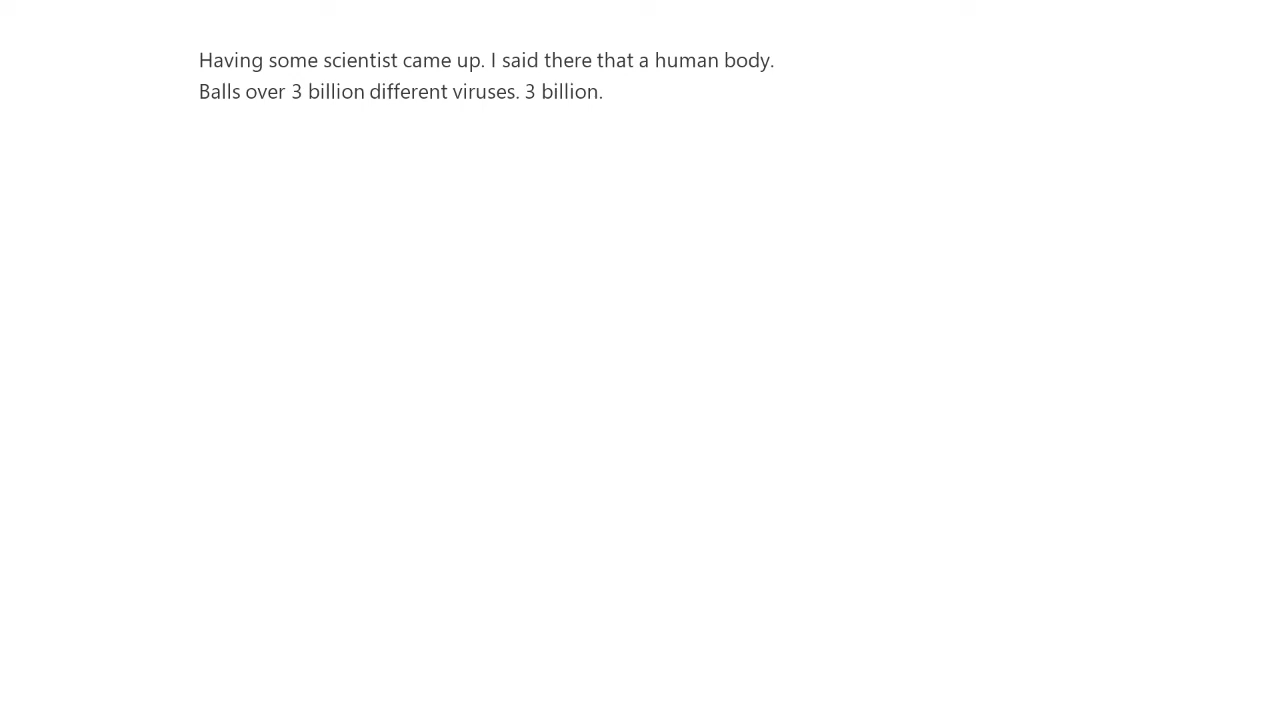 Having some scientist came up. I said there that a human body.
Balls over 3 billion different viruses. 3 billion.